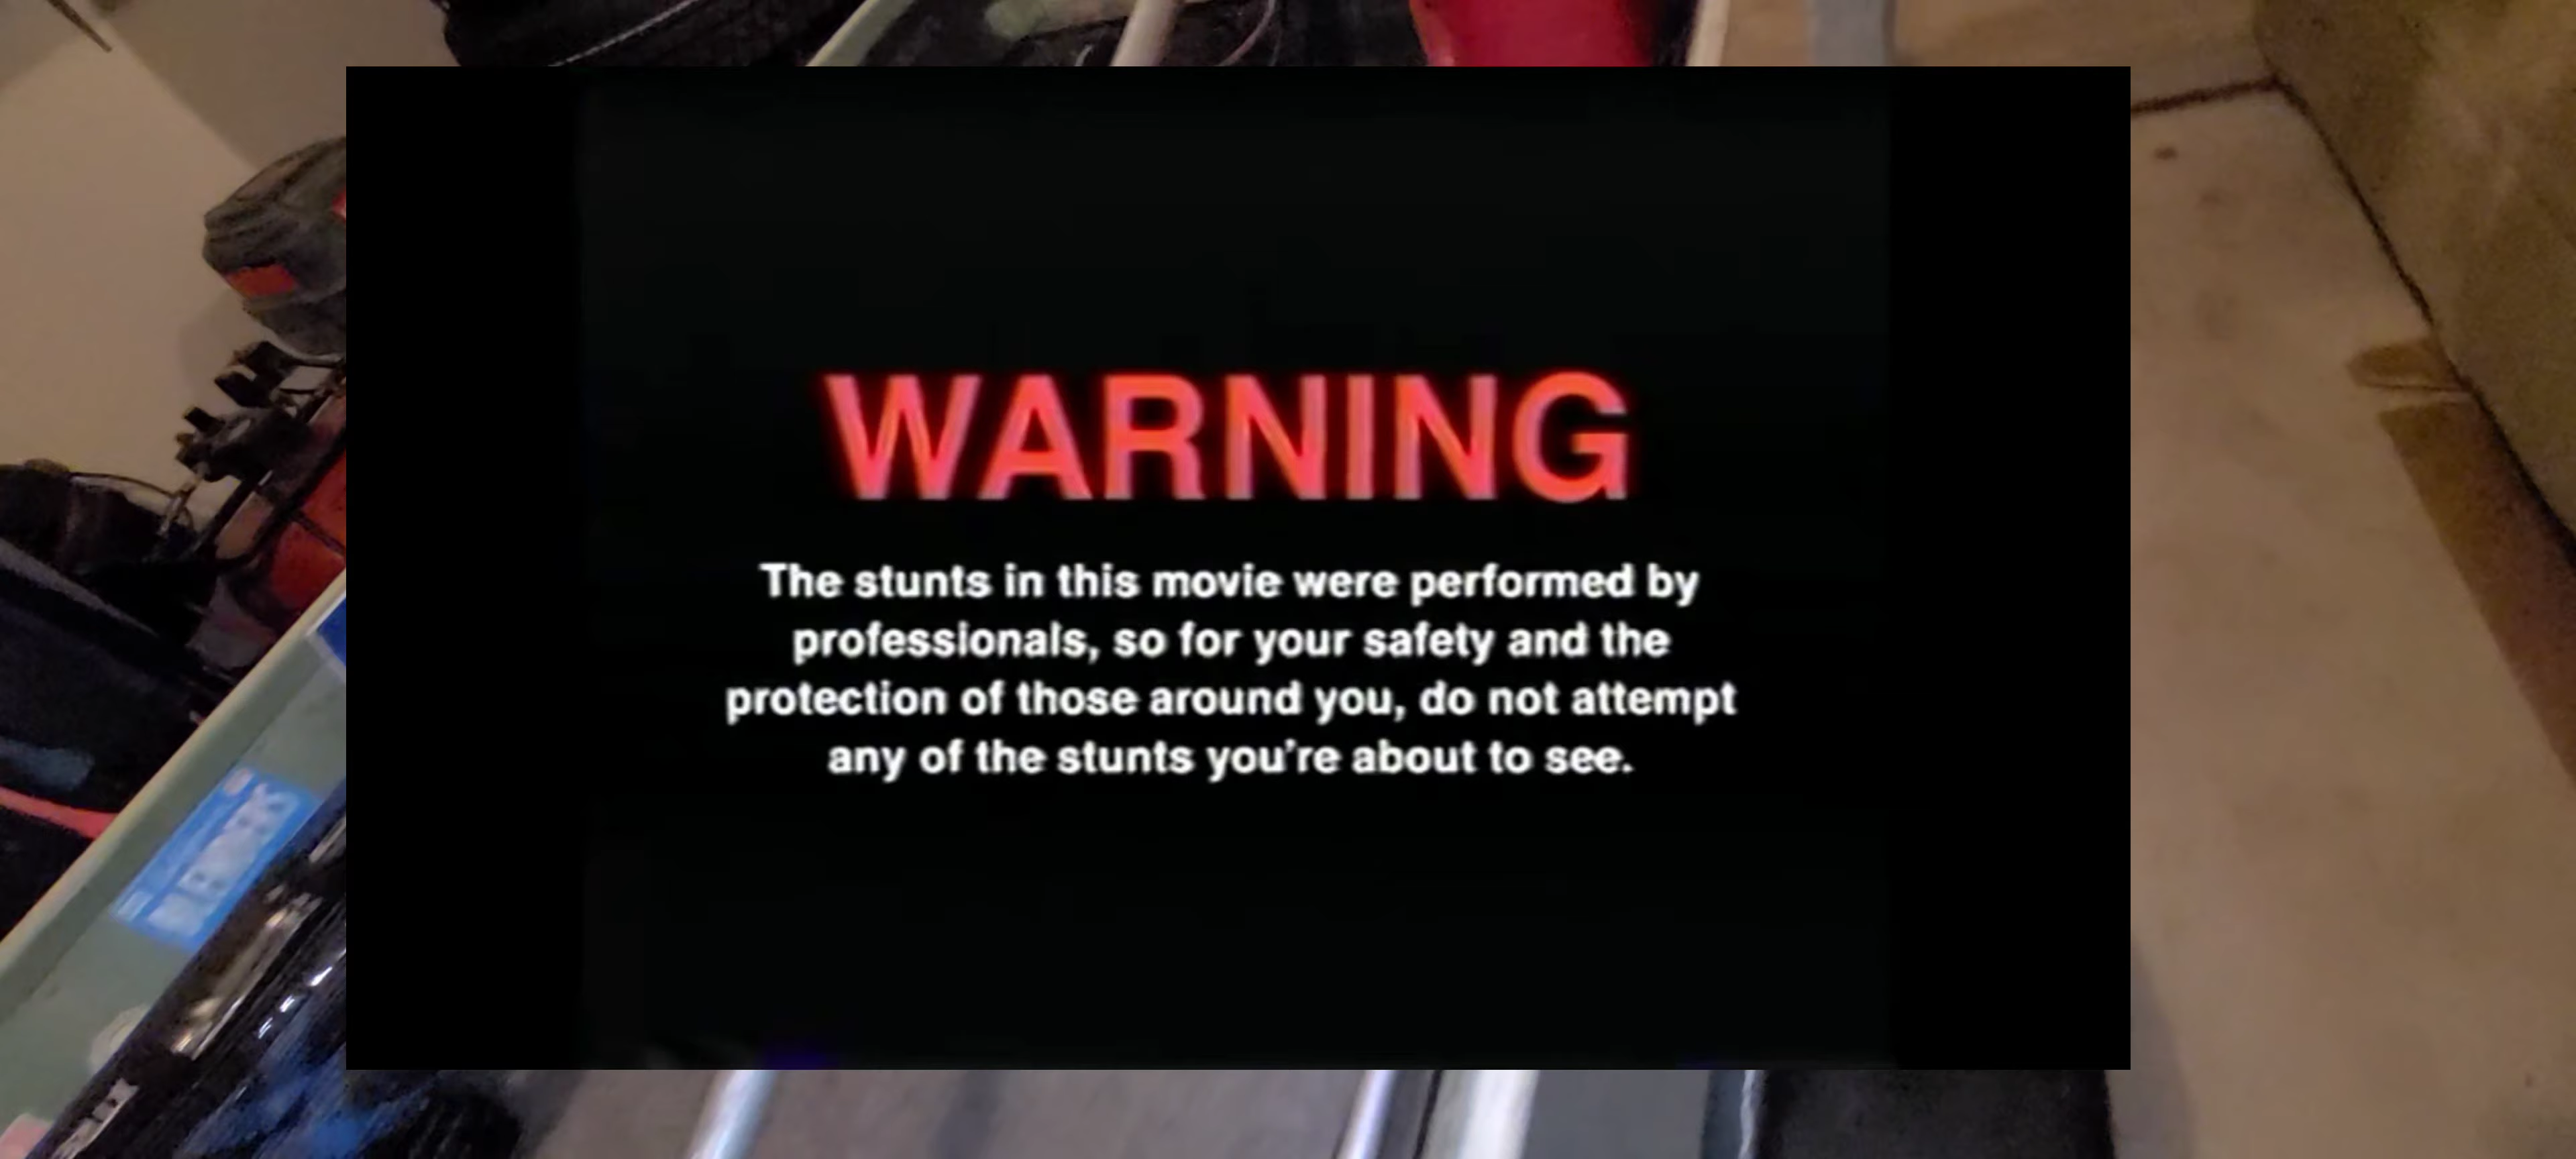 WARNING
The stunts in this movie were performed by
professionals, so for your safety and the
protection of those around you, do not attempt
any of the stunts you're about to see.